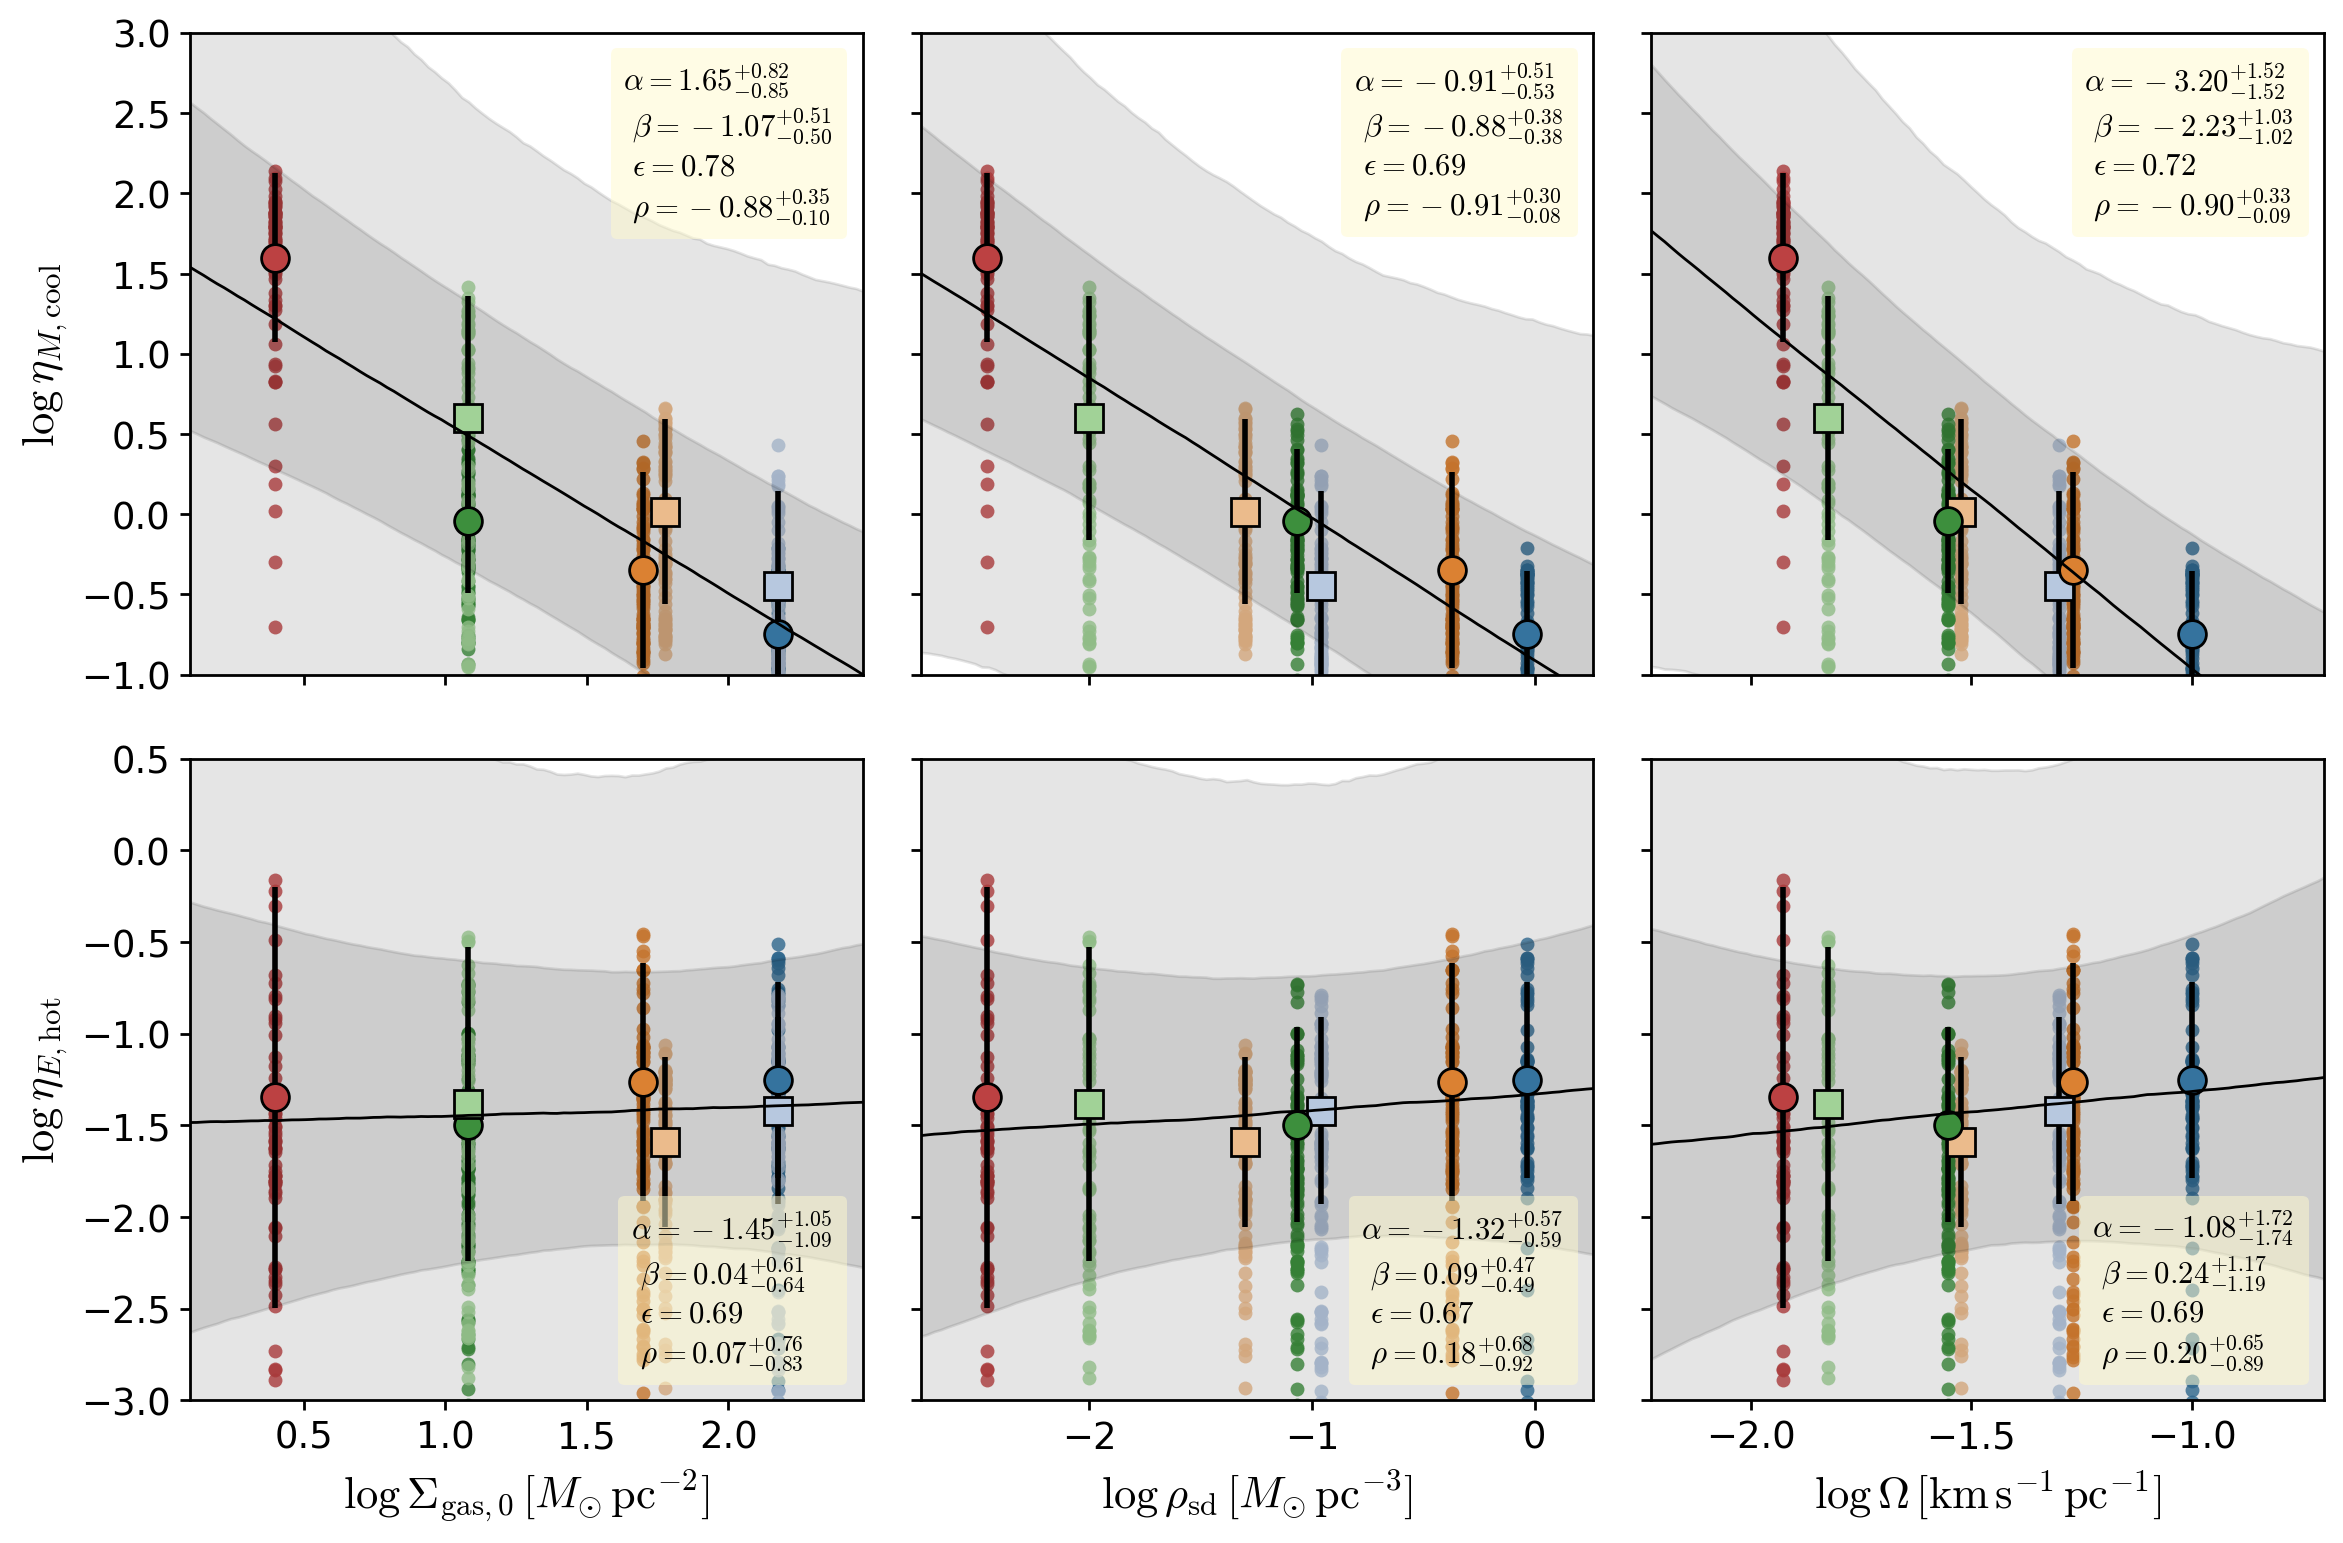 3.0
2.5
2.0
1.5
1.0
0.5
0.0
−0.5
−1.0
log η_{M, cool}
α = 1.65^{+0.82}_{−0.85}
β = −1.07^{+0.51}_{−0.50}
ϵ = 0.78
ρ = −0.88^{+0.35}_{−0.10}
α = −0.91^{+0.51}_{−0.53}
β = −0.88^{+0.38}_{−0.38}
ϵ = 0.69
ρ = −0.91^{+0.30}_{−0.08}
α = −3.20^{+1.52}_{−1.52}
β = −2.23^{+1.03}_{−1.02}
ϵ = 0.72
ρ = −0.90^{+0.33}_{−0.09}
0.5
0.0
−0.5
−1.0
−1.5
−2.0
−2.5
−3.0
log η_{E, hot}
α = −1.45^{+1.05}_{−1.09}
β = 0.04^{+0.61}_{−0.64}
ϵ = 0.69
ρ = 0.07^{+0.76}_{−0.83}
α = −1.32^{+0.57}_{−0.59}
β = 0.09^{+0.47}_{−0.49}
ϵ = 0.67
ρ = 0.18^{+0.68}_{−0.92}
α = −1.08^{+1.72}_{−1.74}
β = 0.24^{+1.17}_{−1.19}
ϵ = 0.69
ρ = 0.20^{+0.65}_{−0.89}
0.5 1.0 1.5 2.0
−2 −1 0
−2.0 −1.5 −1.0
log Σ_{gas, 0} [M_⊙ pc^{−2}]
log ρ_{sd} [M_⊙ pc^{−3}]
log Ω [km s^{−1} pc^{−1}]